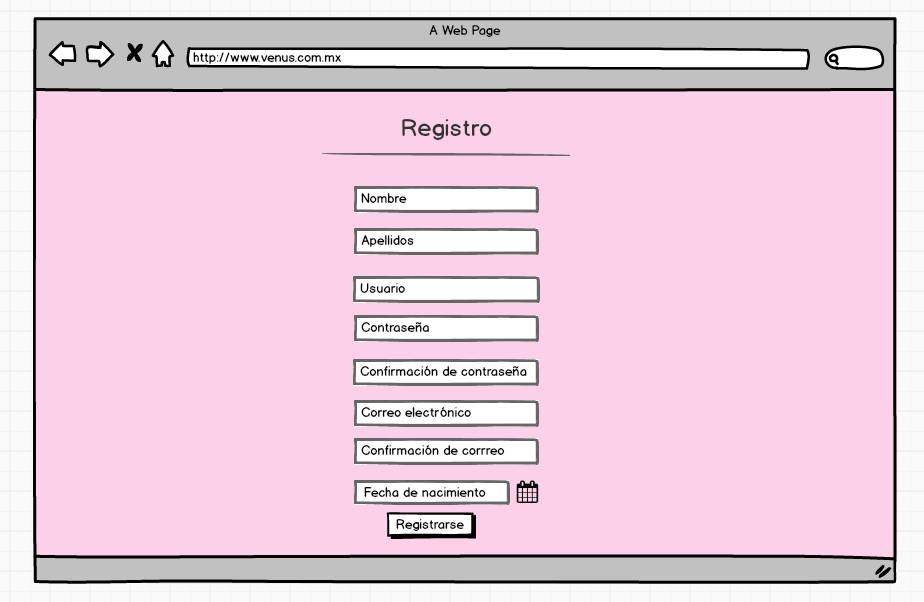 A Web Page
http://www.venus.com.mx
Registro
Nombre
Apellidos
Usuario
Contraseña
Confirmación de contraseña
Correo electrónico
Confirmación de corrreo
Fecha de nacimiento
Registrarse